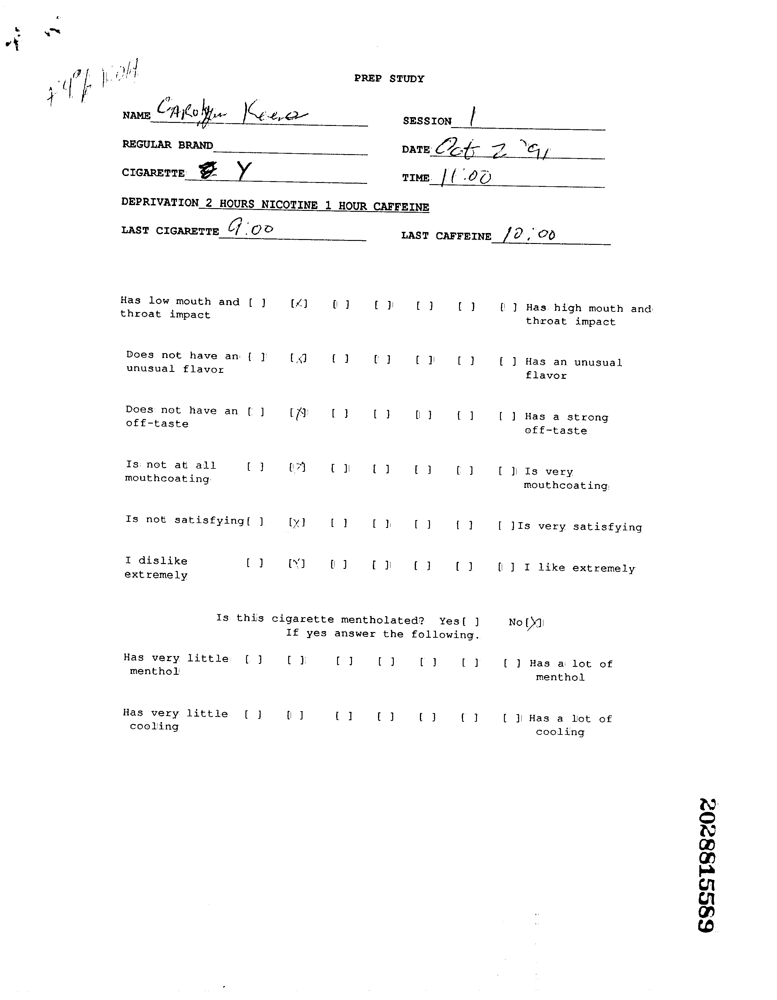 PREP STUDY
NAME Carolyn
SESSION 1
REGULAR BRAND
DATE Oct 2 '91
CIGARETTE Y
TIME 11:00
DEPRIVATION 2 HOURS NICOTINE 1 HOUR CAFFEINE
LAST CIGARETTE 9:00
LAST CAFFEINE 10:00
Has low mouth and [ ] [X] [ ] [ ] [ ] [ ] [ ] Has high mouth and
throat impact throat impact
Does not have an [ ] [X] [ ] [ ] [ ] [ ] [ ] Has an unusual
unusual flavor flavor
Does not have an [ ] [X] [ ] [ ] [ ] [ ] [ ] Has a strong
off-taste off-taste
Is not at all [ ] [X] [ ] [ ] [ ] [ ] [ ] Is very
mouthcoating mouthcoating
Is not satisfying[ ] [X] [ ] [ ] [ ] [ ] [ ]Is very satisfying
I dislike [ ] [X] [ ] [ ] [ ] [ ] [ ] I like extremely
extremely
Is this cigarette mentholated? Yes[ ] No[X]
If yes answer the following.
Has very little [ ] [ ] [ ] [ ] [ ] [ ] [ ] Has a lot of
menthol menthol
Has very little [ ] [ ] [ ] [ ] [ ] [ ] [ ] Has a lot of
cooling cooling
2028815589